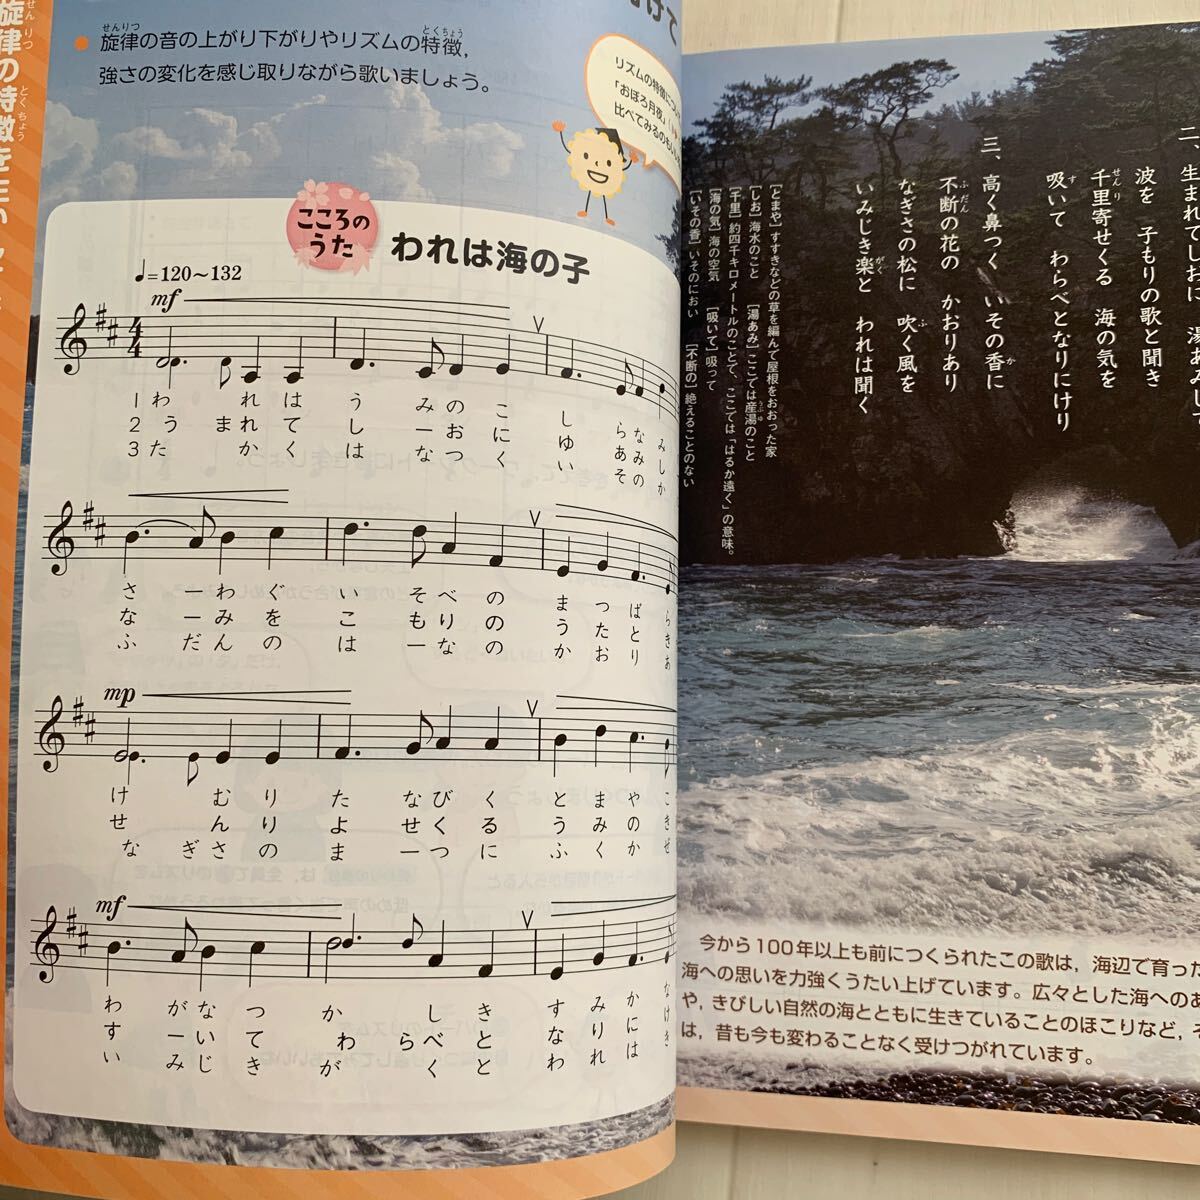 旋律の特徴を
けて
旋律の音の上がり下がりやリズムの特徴,
強さの変化を感じ取りながら歌いましょう。
リズムの特徴につ
「おぼろ月夜」
比べてみるのも
こころの
うた
われは海の子
♩=120～132
mf
1 わ れ は う み の こ し ら な み
2 う ま れ て し ー お に ゆ あ み し
3 た か く は な つ く い そ の か
さ ー わ ぐ い そ べ の ま つ ば ら
な ー み を こ も り の う た と き
ふ だ ん の は ー な の か お り あ
mp
け む り た な び く と ま や こ
せ ん り よ せ く る う み の き
な ぎ さ の ま ー つ に ふ く か ぜ
mf
わ が な つ か し き す み か な
す ー い て わ ら べ と な り に け
い み じ き が く と わ れ は き
二、生まれてしおに 湯あみし
波を 子もりの歌と聞き
千里寄せくる 海の気を
吸いて わらべとなりにけり
三、高く鼻つく いその香に
不断の花の かおりあり
なぎさの松に 吹く風を
いみじき楽と われは聞く
[とまや] すすきなどの草を編んで屋根をおおった家
[しお] 海水のこと [湯あみ] ここでは産湯のこと
[千里] 約四千キロメートルのことで、ここでは「はるか遠く」の意味。
[海の気] 海の空気 [吸いて] 吸って
[いその香] いそのにおい [不断の] 絶えることのない
今から100年以上も前につくられたこの歌は, 海辺で育った
海への思いを力強くうたい上げています。広々とした海へのあ
や, きびしい自然の海とともに生きていることのほこりなど,
は, 昔も今も変わることなく受けつがれています。